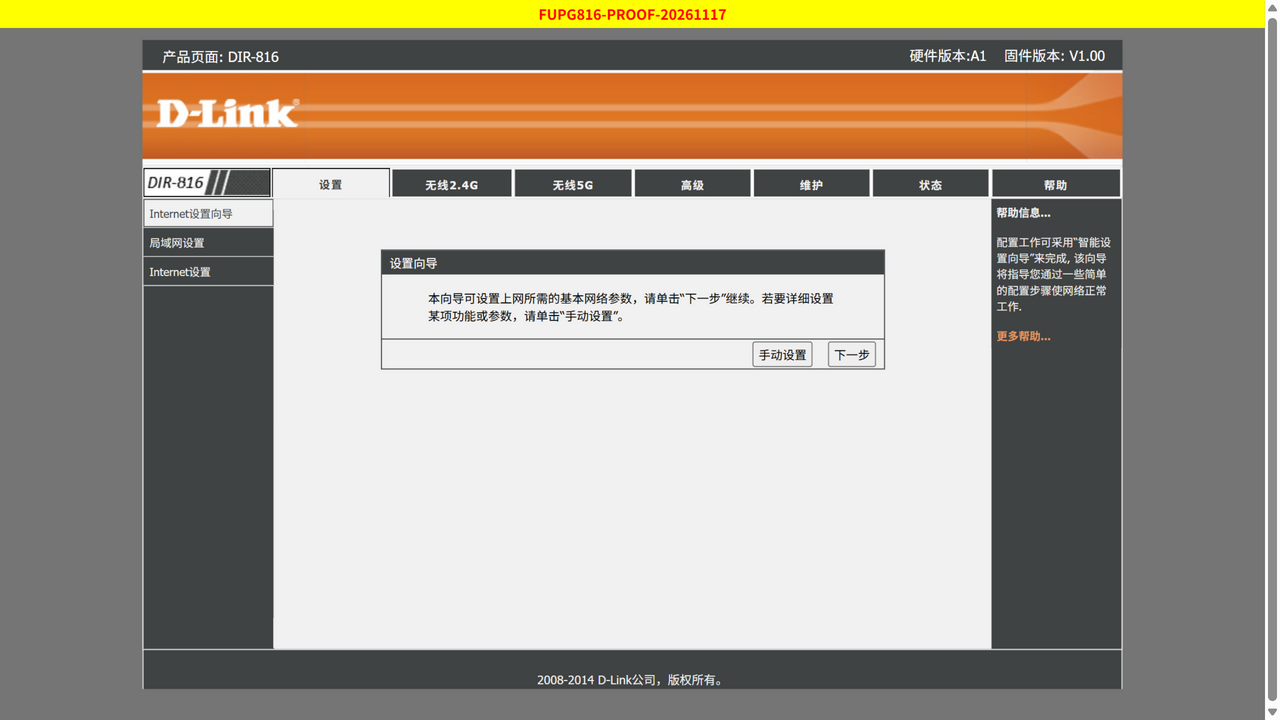 FUPG816-PROOF-20261117
产品页面: DIR-816
硬件版本:A1 固件版本: V1.00
D-Link®
DIR-816
设置
无线2.4G
无线5G
高级
维护
状态
帮助
Internet设置向导
局域网设置
Internet设置
设置向导
本向导可设置上网所需的基本网络参数，请单击“下一步”继续。若要详细设置
某项功能或参数，请单击“手动设置”。
手动设置
下一步
帮助信息...
配置工作可采用“智能设
置向导”来完成, 该向导
将指导您通过一些简单
的配置步骤使网络正常
工作.
更多帮助...
2008-2014 D-Link公司，版权所有。